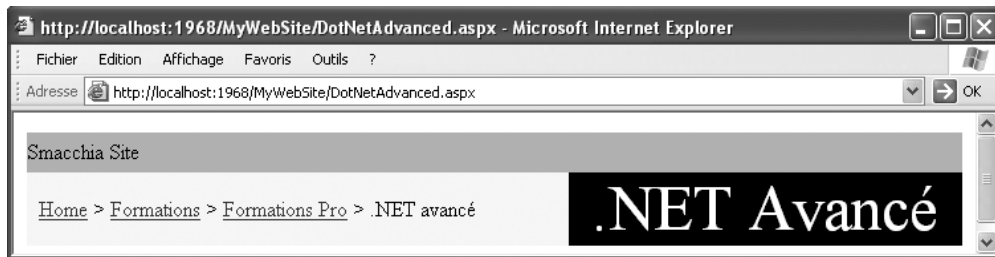 http://localhost:1968/MyWebSite/DotNetAdvanced.aspx - Microsoft Internet Explorer
Fichier Edition Affichage Favoris Outils ?
Adresse http://localhost:1968/MyWebSite/DotNetAdvanced.aspx OK
Smacchia Site
Home > Formations > Formations Pro > .NET avancé
.NET Avancé